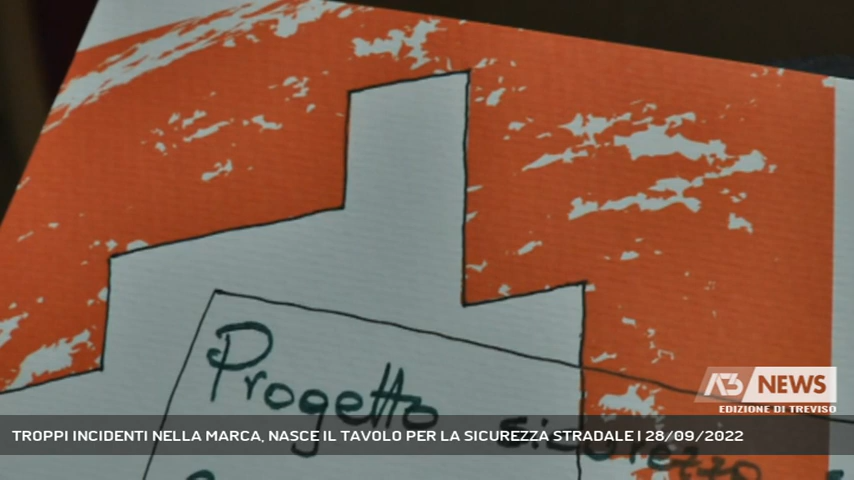 Progetto
sicurezza
A3 NEWS
EDIZIONE DI TREVISO
TROPPI INCIDENTI NELLA MARCA, NASCE IL TAVOLO PER LA SICUREZZA STRADALE | 28/09/2022